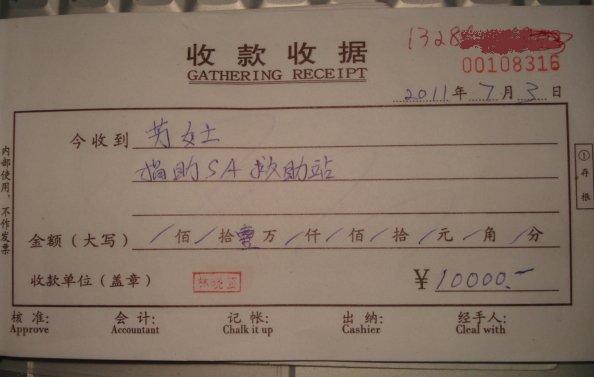 收款收据 1328
GATHERING RECEIPT 00108316
2011年7月3日
今收到 芮女士
捐助SA救助站
金额（大写） / 佰 / 拾 壹 万 / 仟 / 佰 / 拾 / 元 / 角 / 分
收款单位（盖章） ￥10000.-
核准： 会计： 记帐： 出纳： 经手人：
Approve Accountant Chalk it up Cashier Cleal with
内部使用，不作发票
①存根